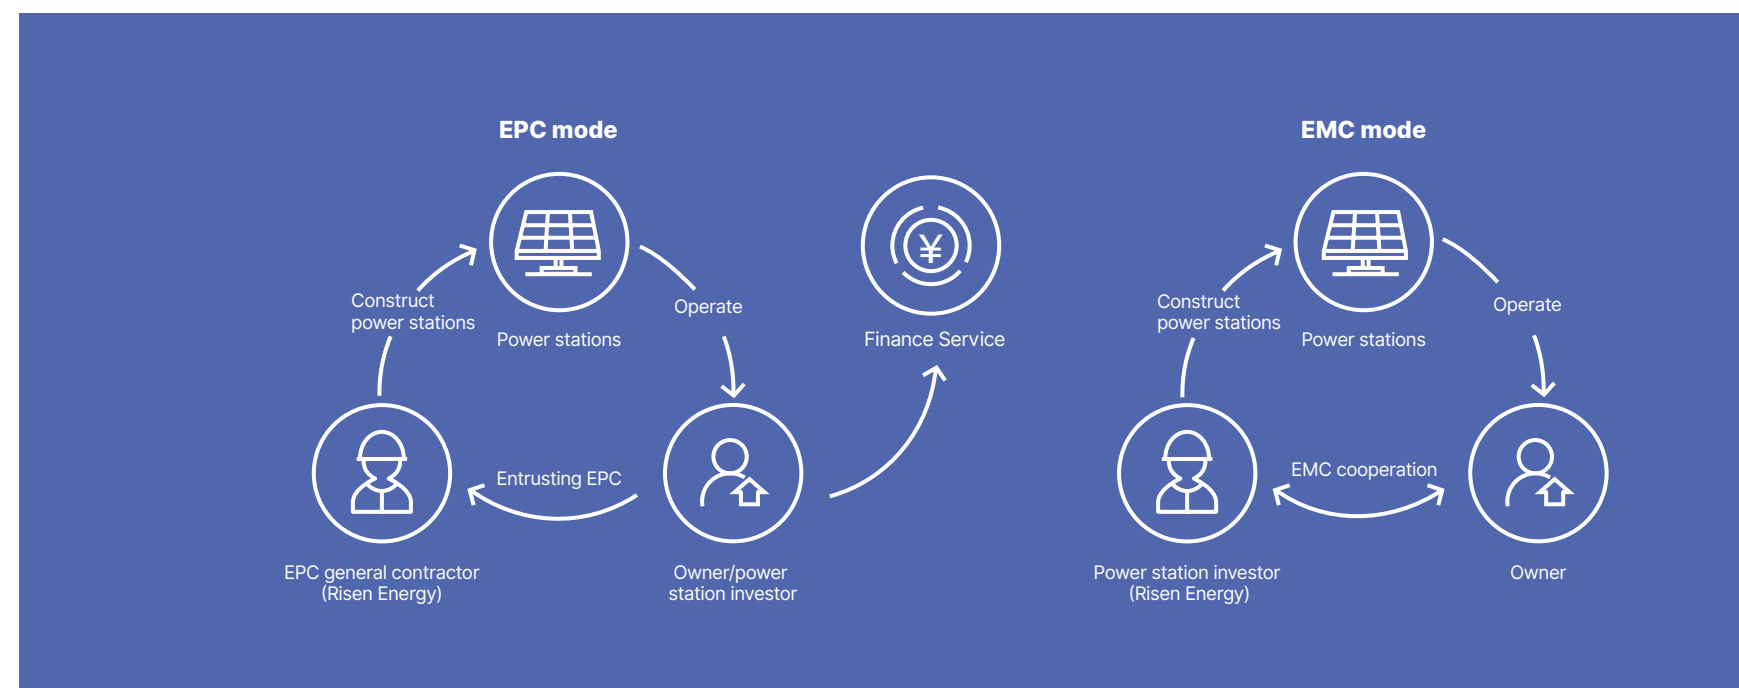 EPC mode
Construct
power stations
Power stations
Operate
Entrusting EPC
EPC general contractor
(Risen Energy)
Owner/power
station investor
¥
Finance Service
EMC mode
Construct
power stations
Power stations
Operate
EMC cooperation
Power station investor
(Risen Energy)
Owner